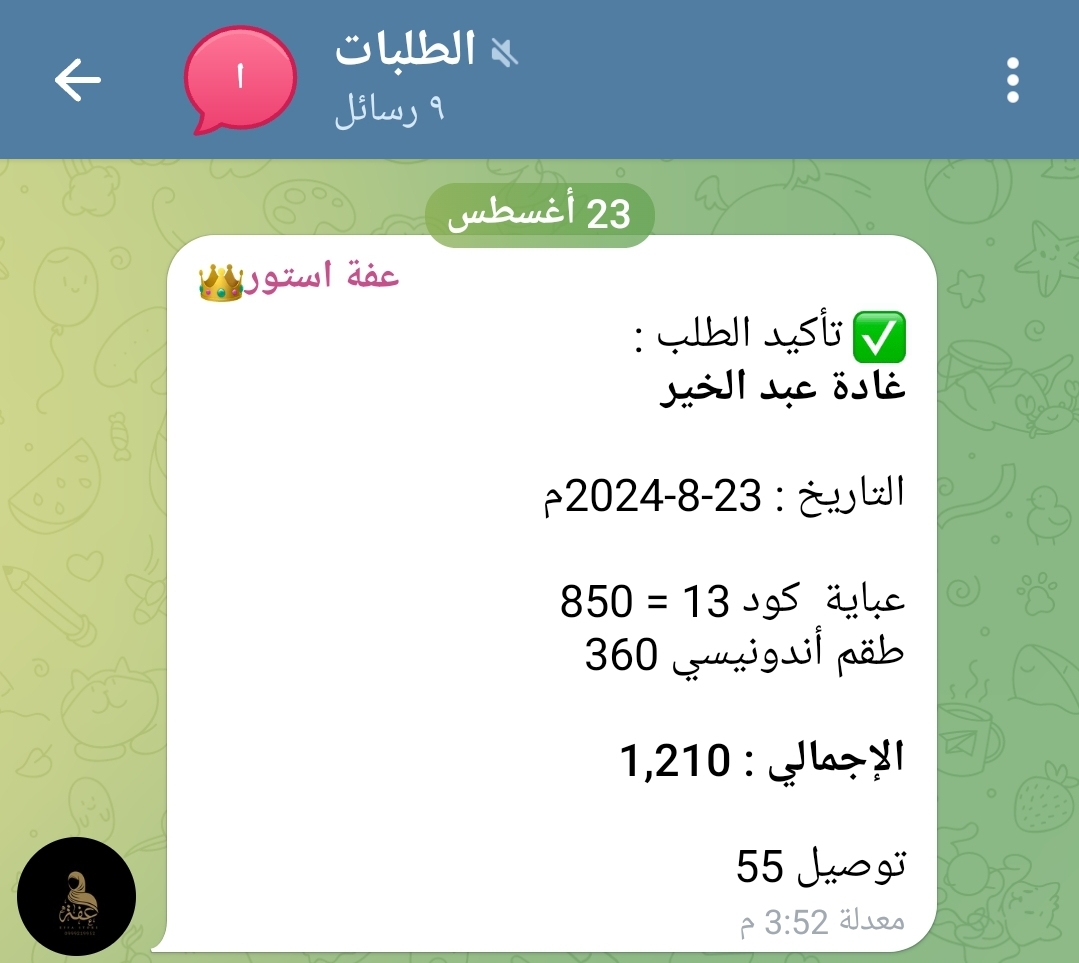 الطلبات
٩ رسائل
ا
23 أغسطس
عفة استور👑
✅ تأكيد الطلب :
غادة عبد الخير
التاريخ : 23-8-2024م
عباية كود 13 = 850
طقم أندونيسي 360
الإجمالي : 1,210
توصيل 55
معدلة 3:52 م
عفة